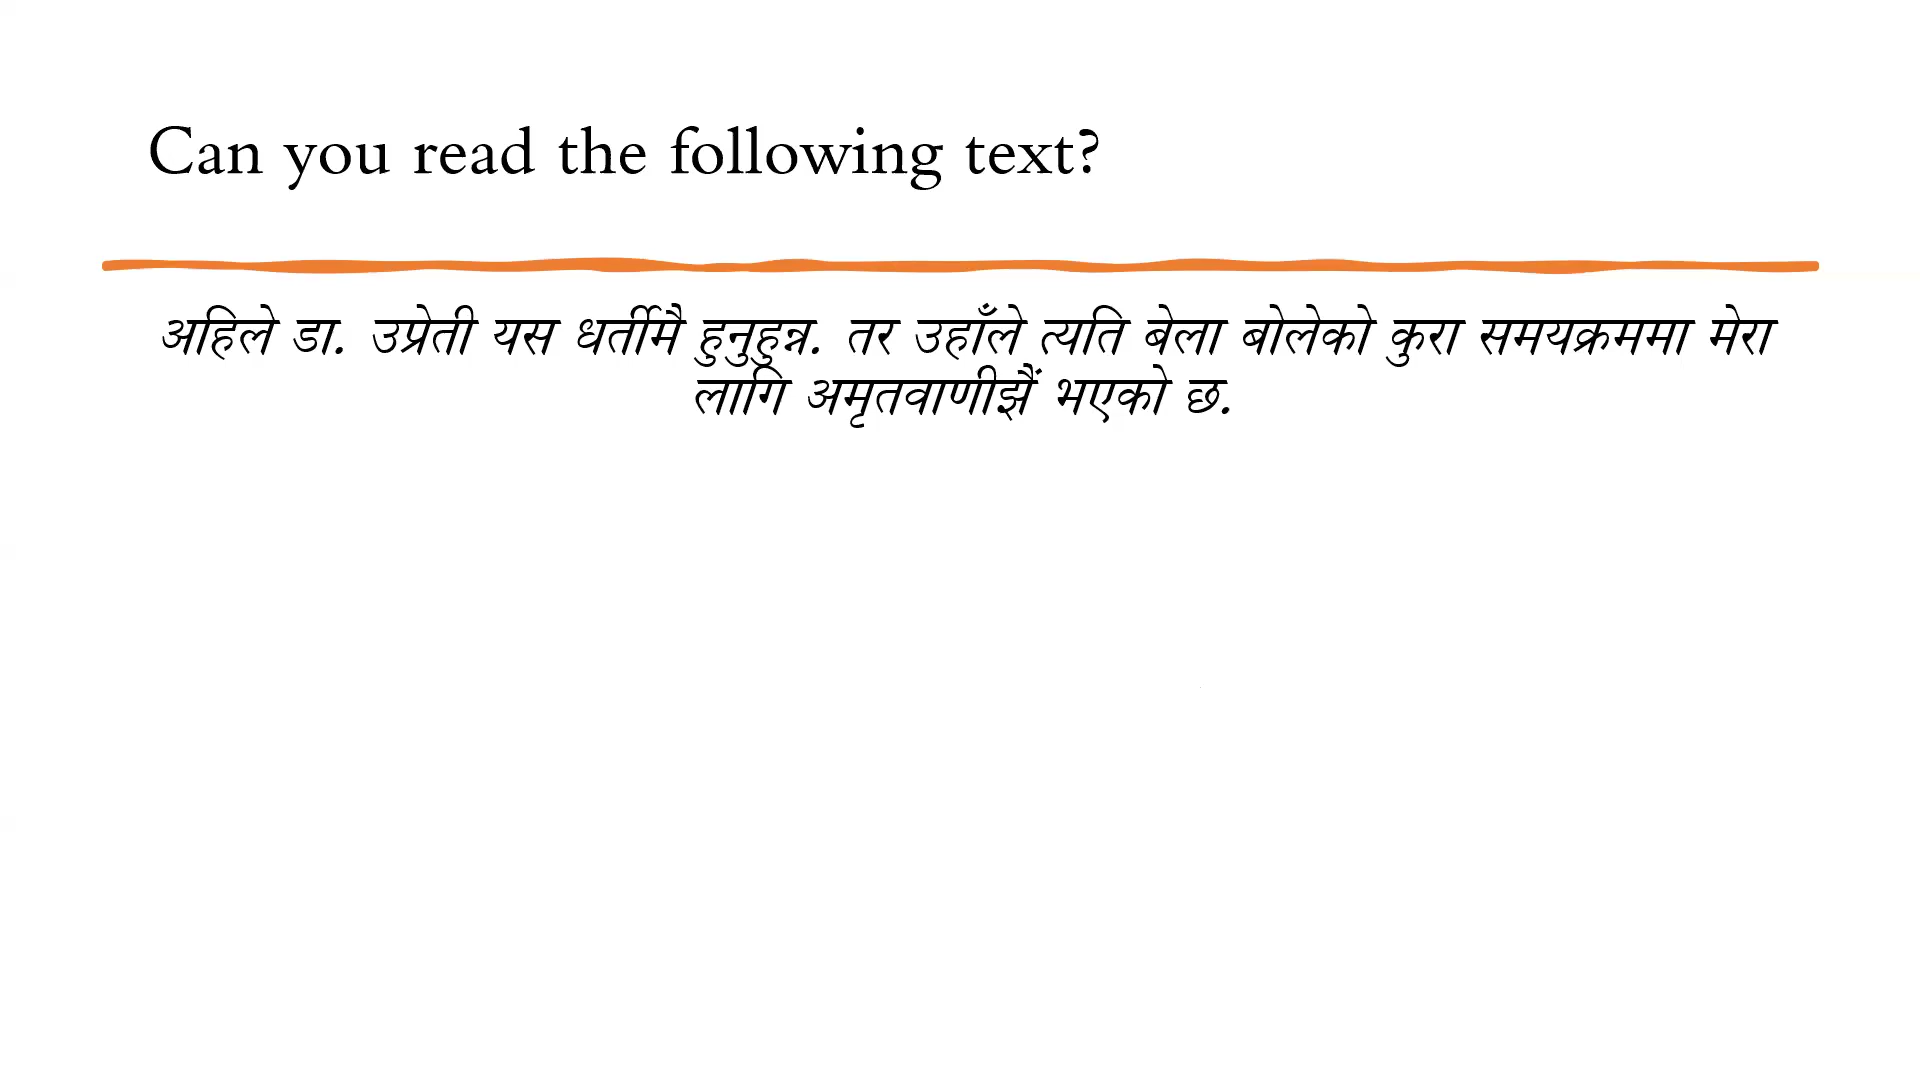 Can you read the following text?
अहिले डा. उप्रेती यस धर्तीमै हुनुहुन्न. तर उहाँले त्यति बेला बोलेको कुरा समयक्रममा मेरा
लागि अमृतवाणीझैं भएको छ.